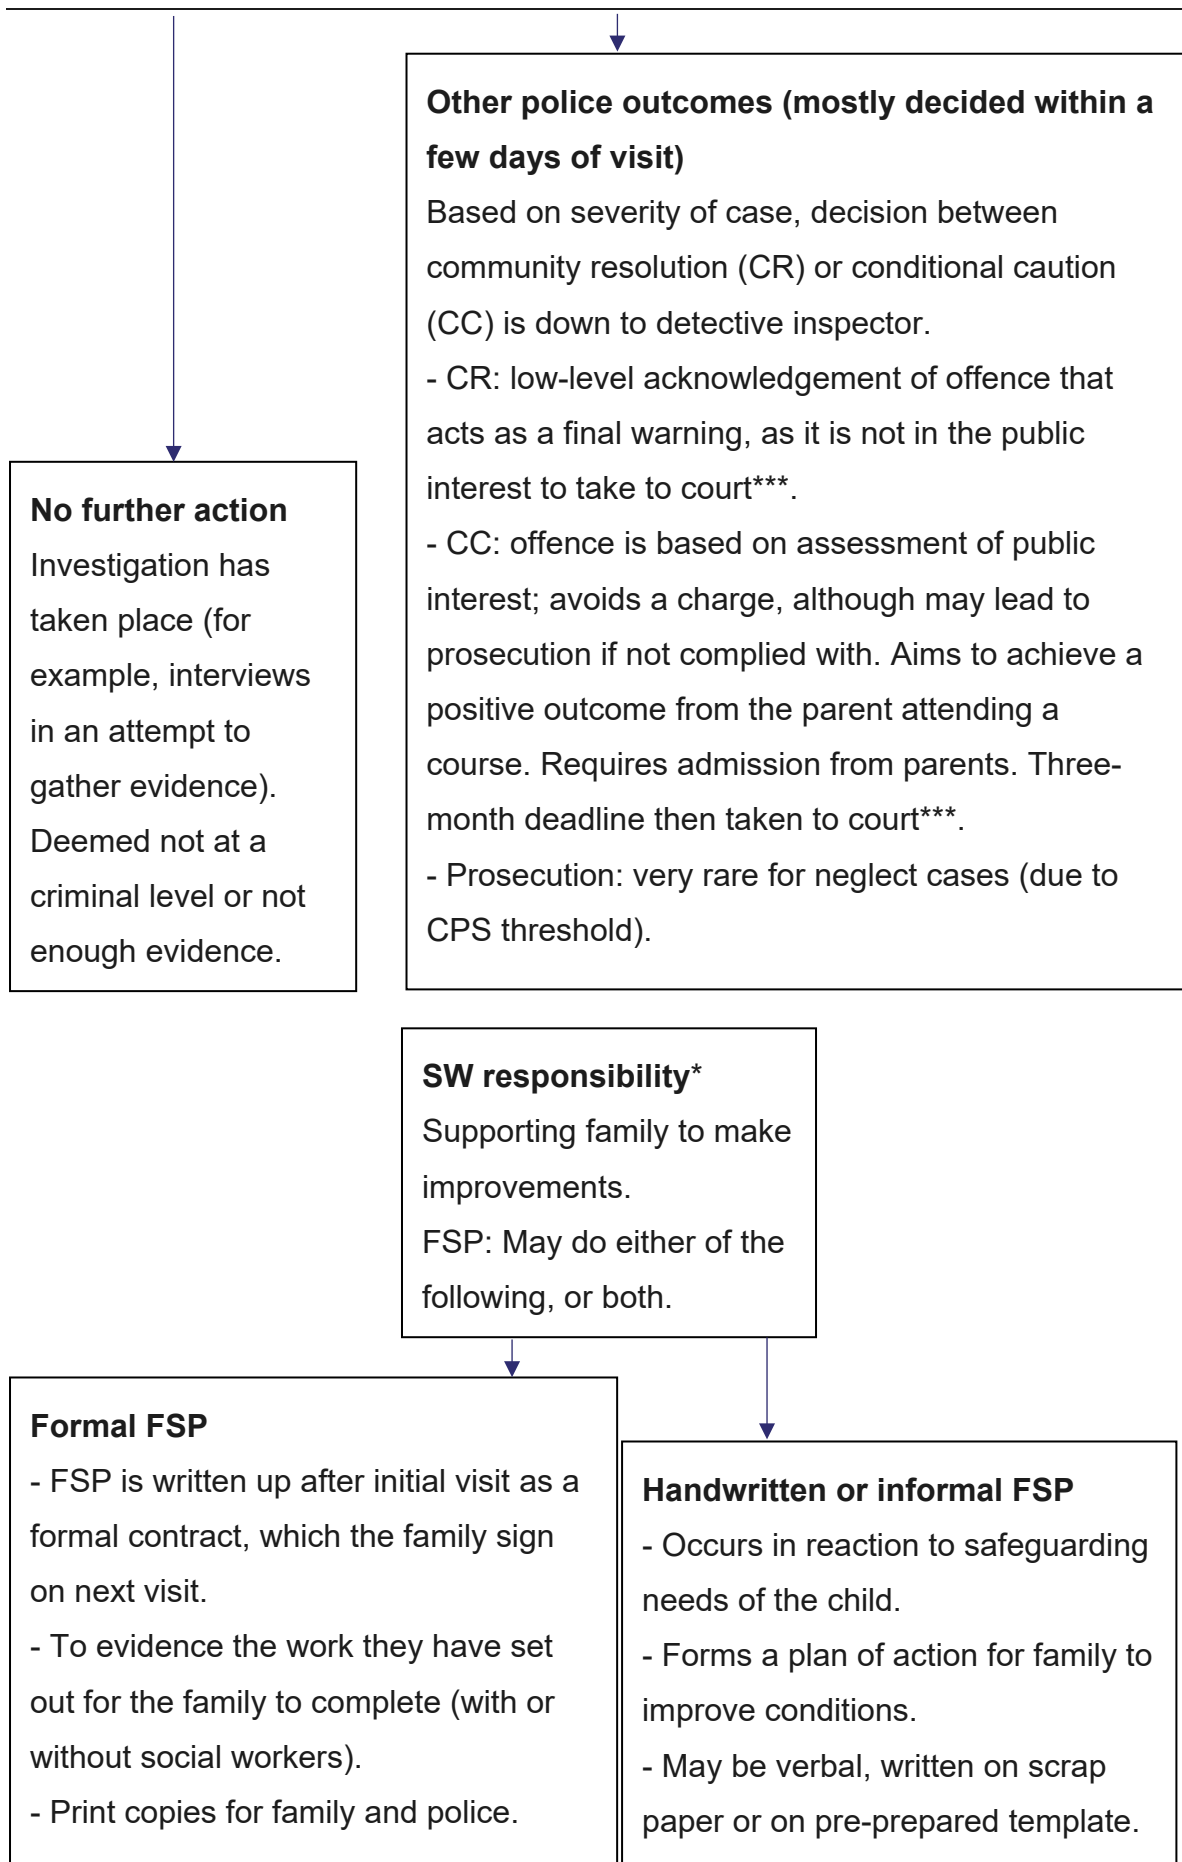 Other police outcomes (mostly decided within a
few days of visit)
Based on severity of case, decision between
community resolution (CR) or conditional caution
(CC) is down to detective inspector.
- CR: low-level acknowledgement of offence that
acts as a final warning, as it is not in the public
interest to take to court***.
- CC: offence is based on assessment of public
interest; avoids a charge, although may lead to
prosecution if not complied with. Aims to achieve a
positive outcome from the parent attending a
course. Requires admission from parents. Three-
month deadline then taken to court***.
- Prosecution: very rare for neglect cases (due to
CPS threshold).
No further action
Investigation has
taken place (for
example, interviews
in an attempt to
gather evidence).
Deemed not at a
criminal level or not
enough evidence.
SW responsibility*
Supporting family to make
improvements.
FSP: May do either of the
following, or both.
Formal FSP
- FSP is written up after initial visit as a
formal contract, which the family sign
on next visit.
- To evidence the work they have set
out for the family to complete (with or
without social workers).
- Print copies for family and police.
Handwritten or informal FSP
- Occurs in reaction to safeguarding
needs of the child.
- Forms a plan of action for family to
improve conditions.
- May be verbal, written on scrap
paper or on pre-prepared template.